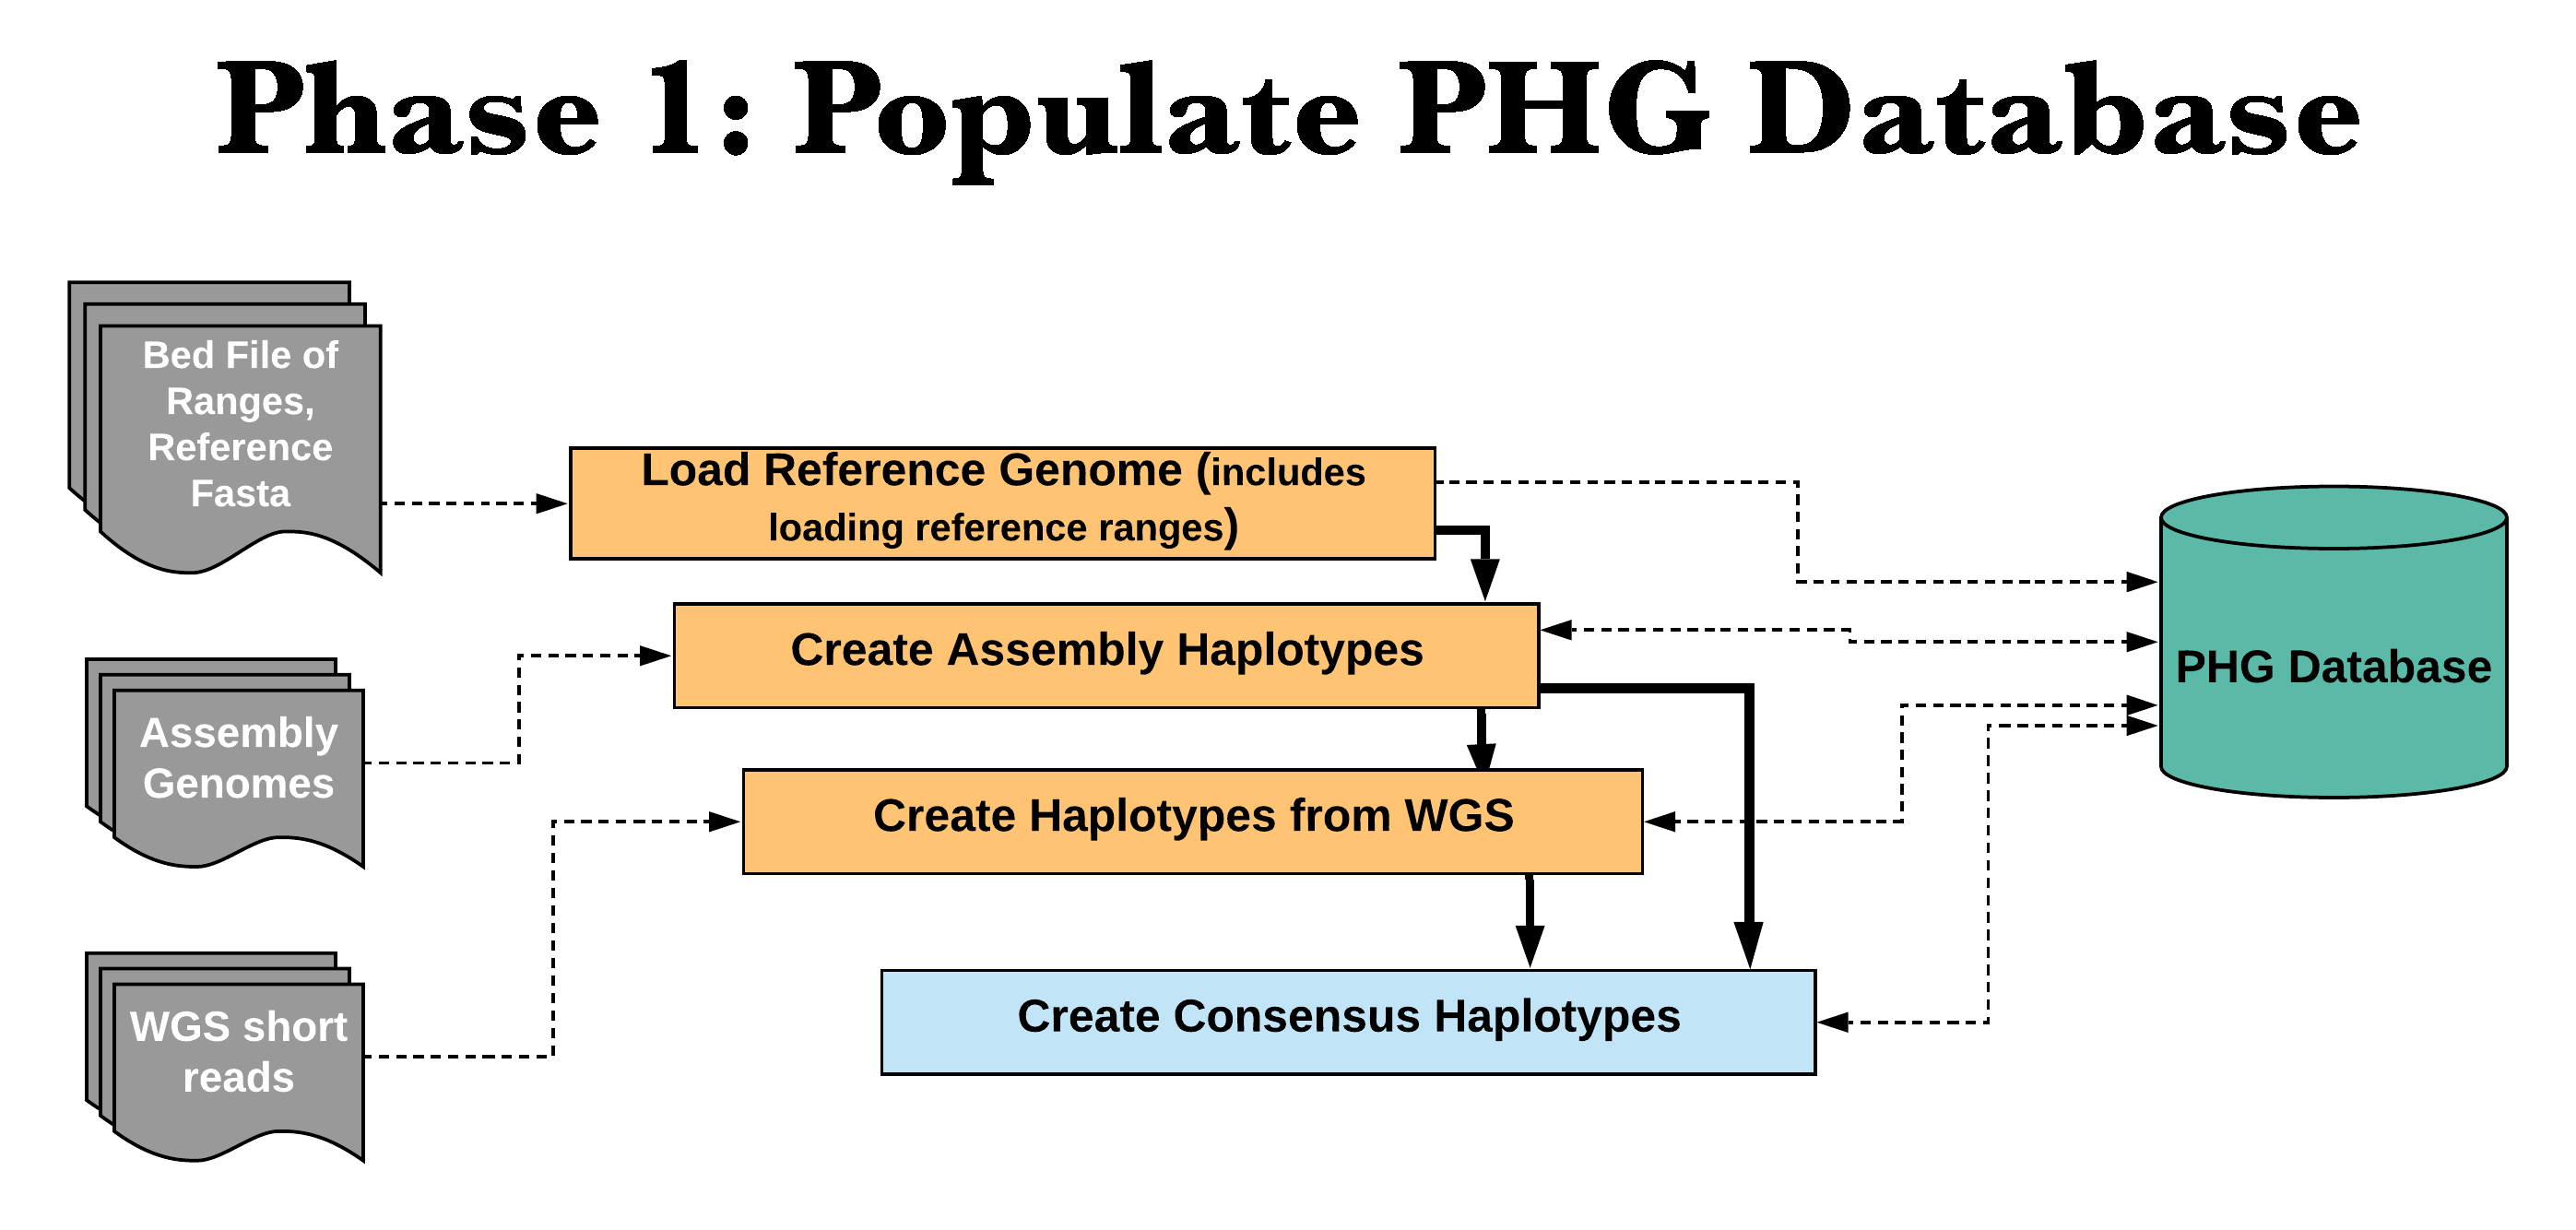 Phase 1: Populate PHG Database
Bed File of
Ranges,
Reference
Fasta
Load Reference Genome (includes
loading reference ranges)
Create Assembly Haplotypes
PHG Database
Assembly
Genomes
Create Haplotypes from WGS
Create Consensus Haplotypes
WGS short
reads